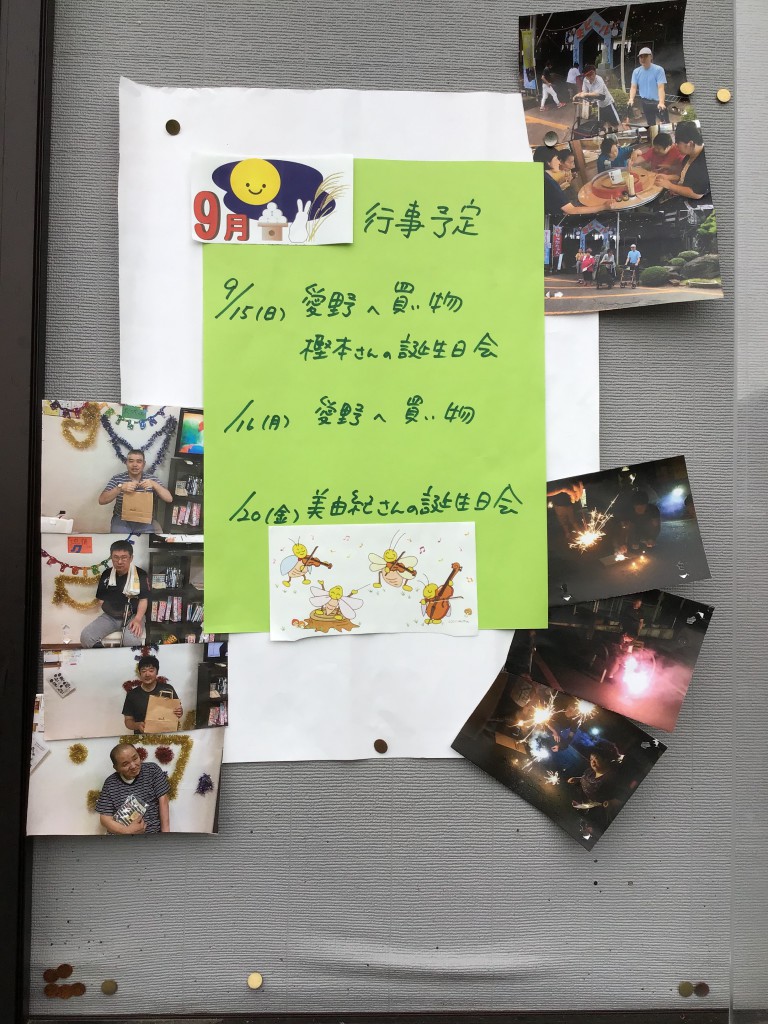 9月
行事予定
9/15(日) 愛野へ買い物
樫本さんの誕生日会
/16(月) 愛野へ買い物
/20(金) 美由紀さんの誕生日会